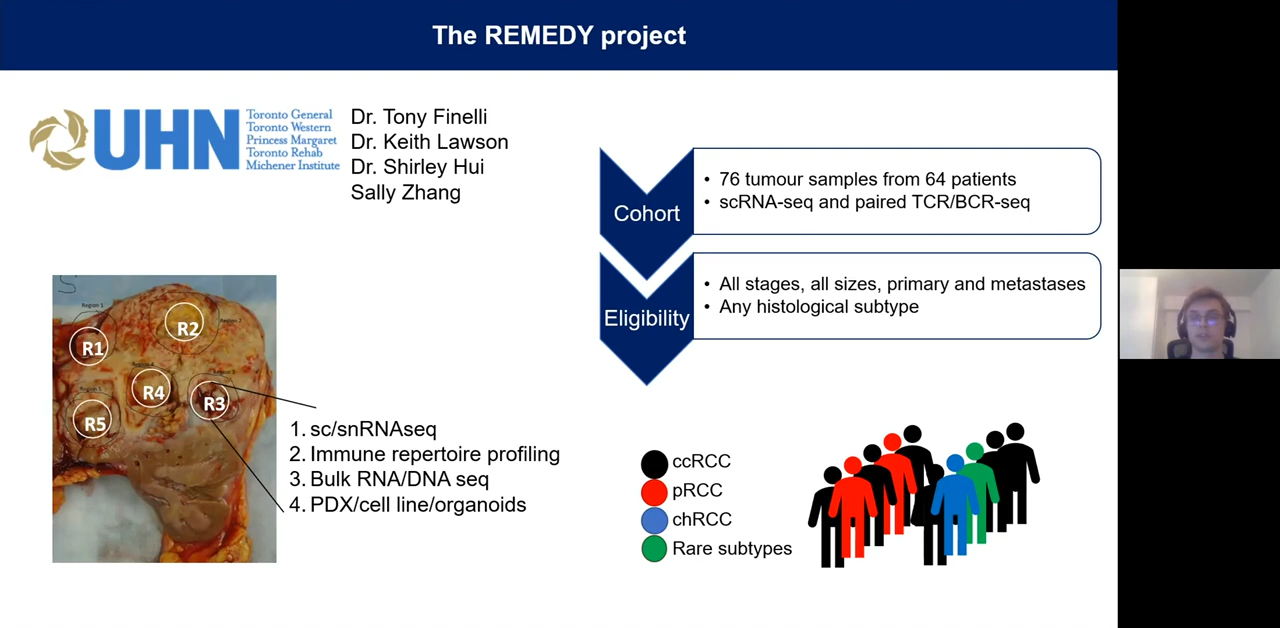 The REMEDY project
UHN
Toronto General
Toronto Western
Princess Margaret
Toronto Rehab
Michener Institute
Dr. Tony Finelli
Dr. Keith Lawson
Dr. Shirley Hui
Sally Zhang
Cohort
• 76 tumour samples from 64 patients
• scRNA-seq and paired TCR/BCR-seq
Eligibility
• All stages, all sizes, primary and metastases
• Any histological subtype
S
Region 1
R1
R2
Region 2
R4
R3
R5
1. sc/snRNAseq
2. Immune repertoire profiling
3. Bulk RNA/DNA seq
4. PDX/cell line/organoids
ccRCC
pRCC
chRCC
Rare subtypes